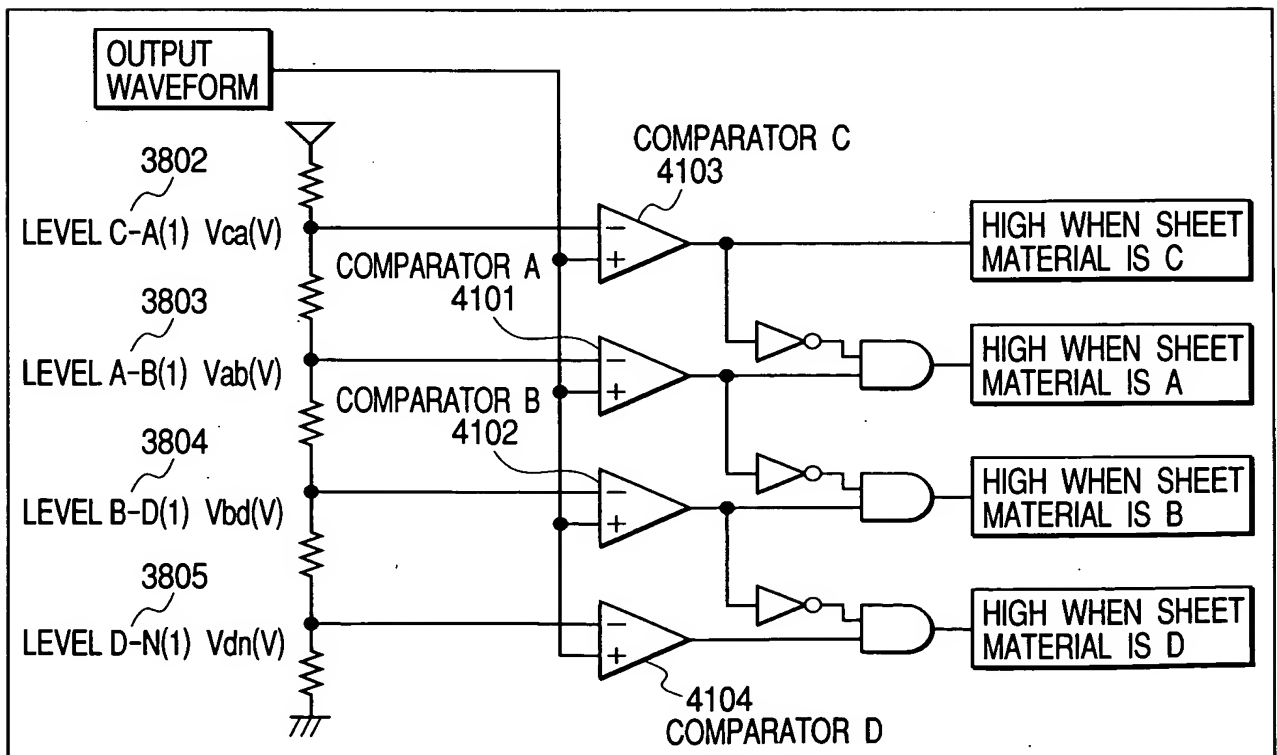 OUTPUT
WAVEFORM
COMPARATOR C
4103
3802
LEVEL C-A(1) Vca(V)
-
+
HIGH WHEN SHEET
MATERIAL IS C
COMPARATOR A
4101
3803
LEVEL A-B(1) Vab(V)
-
+
HIGH WHEN SHEET
MATERIAL IS A
COMPARATOR B
4102
3804
LEVEL B-D(1) Vbd(V)
-
+
HIGH WHEN SHEET
MATERIAL IS B
3805
LEVEL D-N(1) Vdn(V)
-
+
HIGH WHEN SHEET
MATERIAL IS D
4104
COMPARATOR D